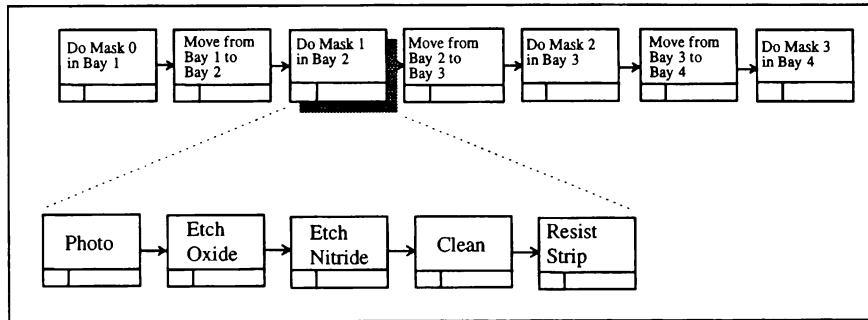 Do Mask 0
in Bay 1
Move from
Bay 1 to
Bay 2
Do Mask 1
in Bay 2
Move from
Bay 2 to
Bay 3
Do Mask 2
in Bay 3
Move from
Bay 3 to
Bay 4
Do Mask 3
in Bay 4
Photo
Etch
Oxide
Etch
Nitride
Clean
Resist
Strip